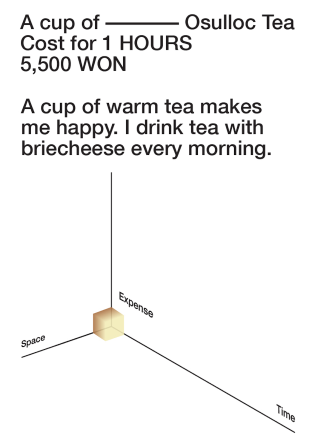 A cup of ——— Osulloc Tea
Cost for 1 HOURS
5,500 WON
A cup of warm tea makes
me happy. I drink tea with
briecheese every morning.
Expense
Space
Time